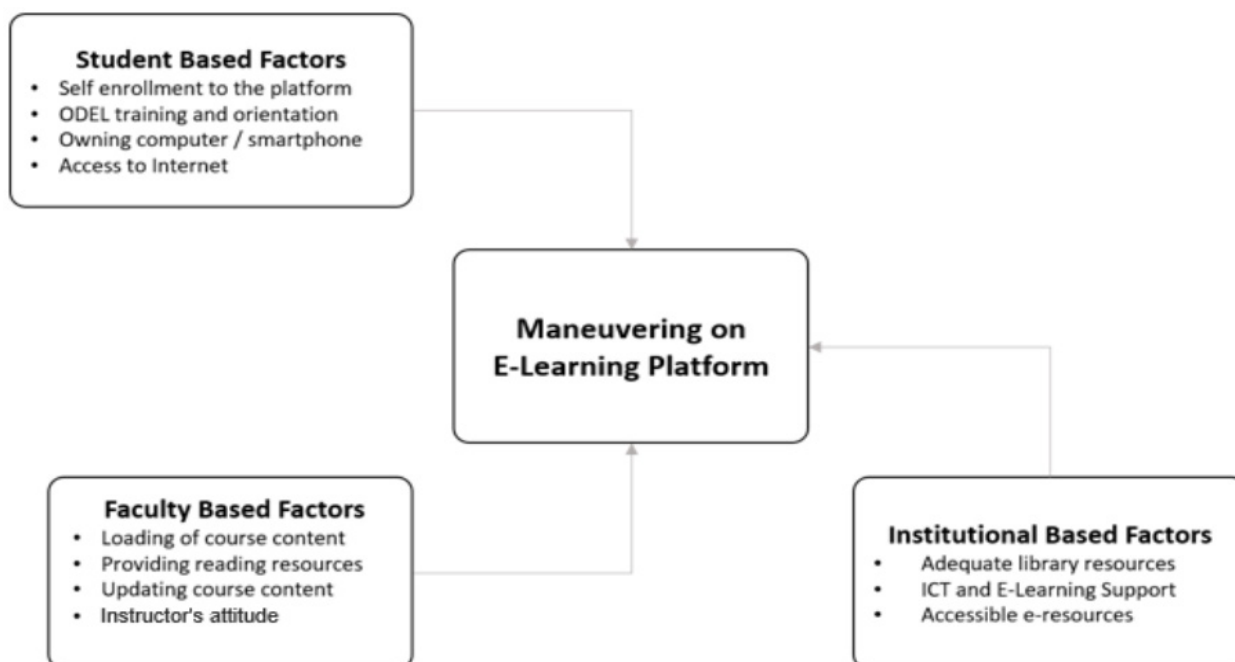 Student Based Factors
• Self enrollment to the platform
• ODEL training and orientation
• Owning computer / smartphone
• Access to Internet
Maneuvering on
E-Learning Platform
Faculty Based Factors
• Loading of course content
• Providing reading resources
• Updating course content
• Instructor's attitude
Institutional Based Factors
• Adequate library resources
• ICT and E-Learning Support
• Accessible e-resources